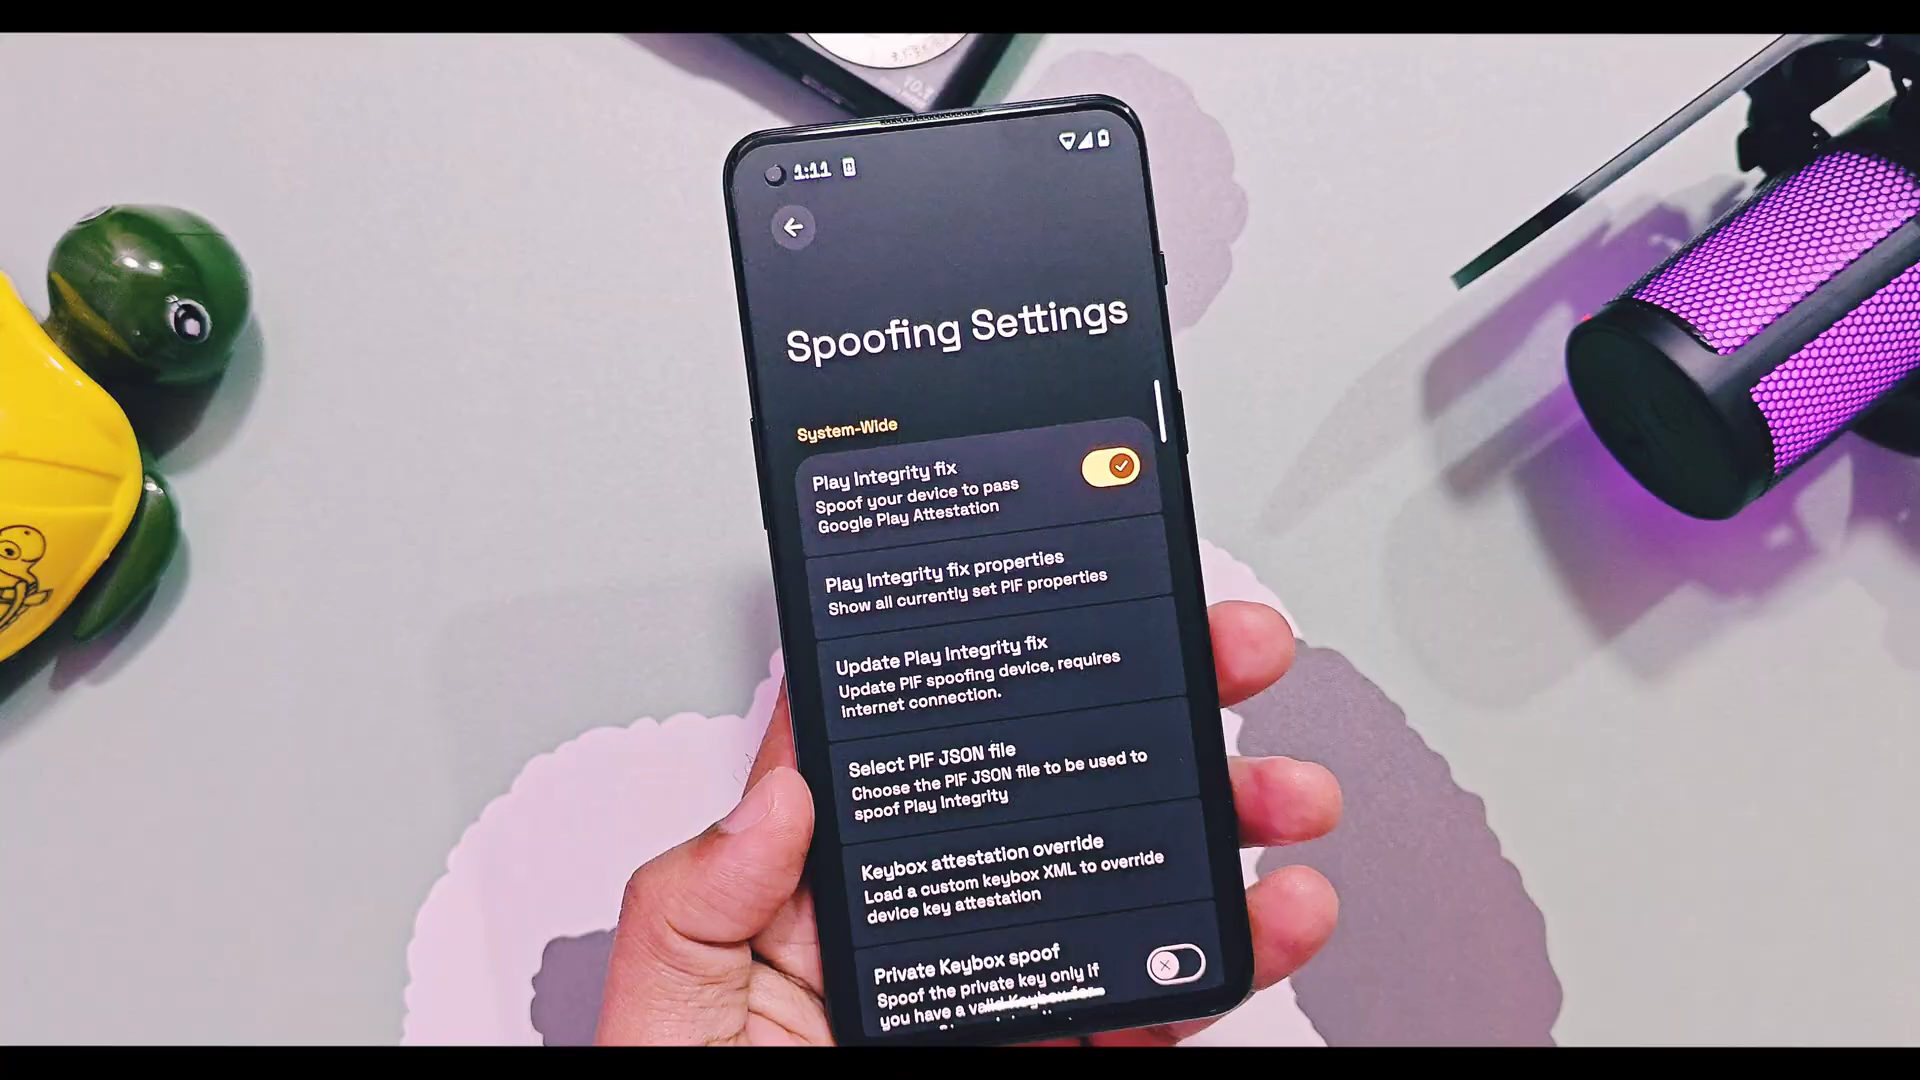 1:11
Spoofing Settings
System-Wide
Play Integrity fix
Spoof your device to pass
Google Play Attestation
Play Integrity fix properties
Show all currently set PIF properties
Update Play Integrity fix
Update PIF spoofing device, requires
internet connection.
Select PIF JSON file
Choose the PIF JSON file to be used to
spoof Play Integrity
Keybox attestation override
Load a custom keybox XML to override
device key attestation
Private Keybox spoof
Spoof the private key only if
you have a valid Keybox for